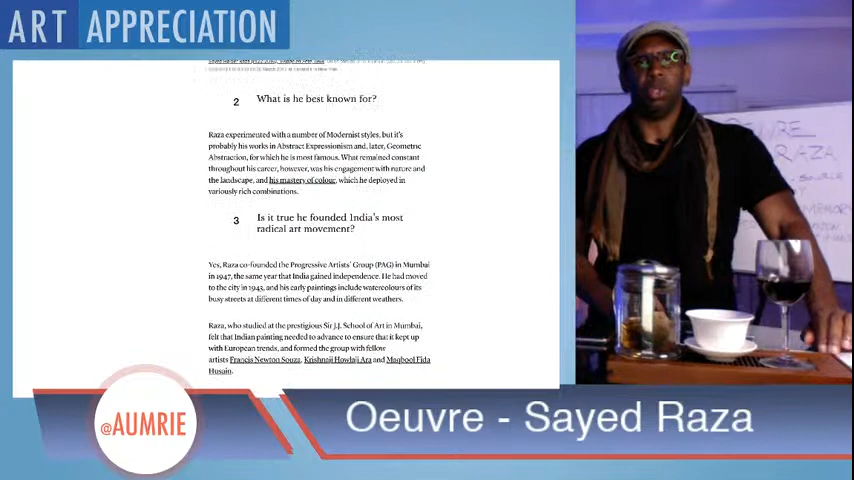 ART APPRECIATION
2 What is he best known for?
Raza experimented with a number of Modernist styles, but it's
probably his works in Abstract Expressionism and, later, Geometric
Abstraction, for which he is most famous. What remained constant
throughout his career, however, was his engagement with nature and
the landscape, and his mastery of colour, which he deployed in
variously rich combinations.
3 Is it true he founded India's most
radical art movement?
Yes, Raza co-founded the Progressive Artists' Group (PAG) in Mumbai
in 1947, the same year that India gained independence. He had moved
to the city in 1943, and his early paintings include watercolours of its
busy streets at different times of day and in different weathers.
Raza, who studied at the prestigious Sir J.J. School of Art in Mumbai,
felt that Indian painting needed to advance to ensure that it kept up
with European trends, and formed the group with fellow
artists Francis Newton Souza, Krishnaji Howlaji Ara and Maqbool Fida
Husain.
RAZA
@AUMRIE
Oeuvre - Sayed Raza